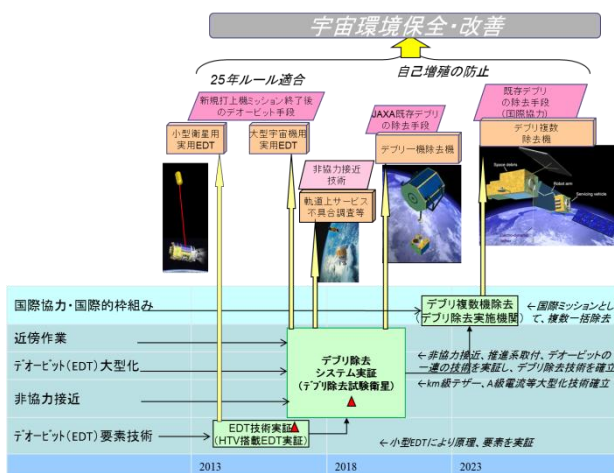 宇宙環境保全・改善
25年ルール適合
自己増殖の防止
新規打上機ミッション終了後
のデオービット手段
小型衛星用
実用EDT
大型宇宙機用
実用EDT
非協力接近
技術
軌道上サービス
不具合調査等
JAXA既存デブリ
の除去手段
デブリ一機除去機
既存デブリ
の除去手段
(国際協力)
デブリ複数
除去機
Space debris
Robot arm
Servicing vehicle
国際協力・国際的枠組み
デブリ複数機除去
(デブリ除去実施機関)
←国際ミッションとし
て、複数一括除去
近傍作業
デオービット(EDT)大型化
非協力接近
デオービット(EDT)要素技術
デブリ除去
システム実証
(デブリ除去試験衛星)
←非協力接近、推進系取付、デオービットの
一連の技術を実証し、デブリ除去技術を確立
←km級テザー、A級電流等大型化技術確立
EDT技術実証
(HTV搭載EDT実証)
←小型EDTにより原理、要素を実証
2013
2018
2023